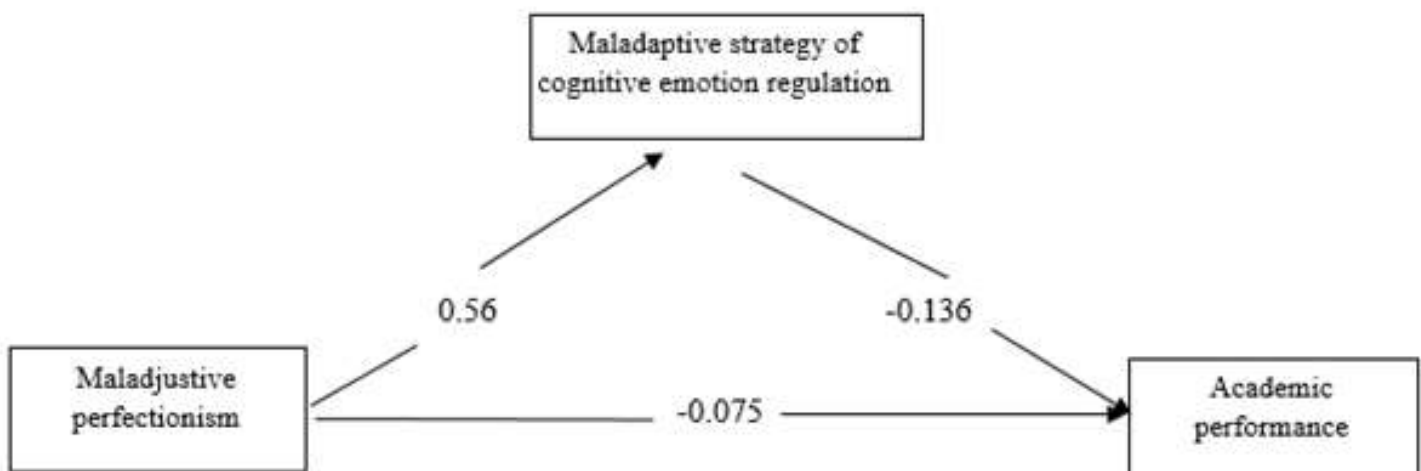 Maladaptive strategy of
cognitive emotion regulation
0.56
-0.136
Maladjustive
perfectionism
-0.075
Academic
performance